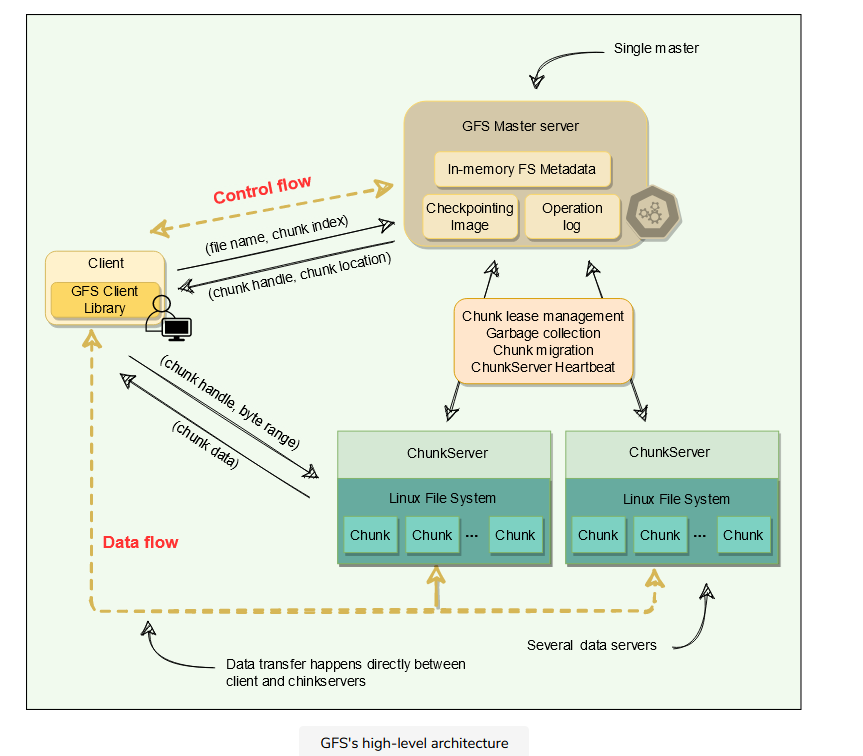 Single master
GFS Master server
In-memory FS Metadata
Checkpointing
Image
Operation
log
Control flow
(file name, chunk index)
(chunk handle, chunk location)
Client
GFS Client
Library
Chunk lease management
Garbage collection
Chunk migration
ChunkServer Heartbeat
(chunk handle, byte range)
(chunk data)
ChunkServer
Linux File System
Chunk
Chunk
...
Chunk
ChunkServer
Linux File System
Chunk
Chunk
...
Chunk
Data flow
Several data servers
Data transfer happens directly between
client and chinkservers
GFS's high-level architecture